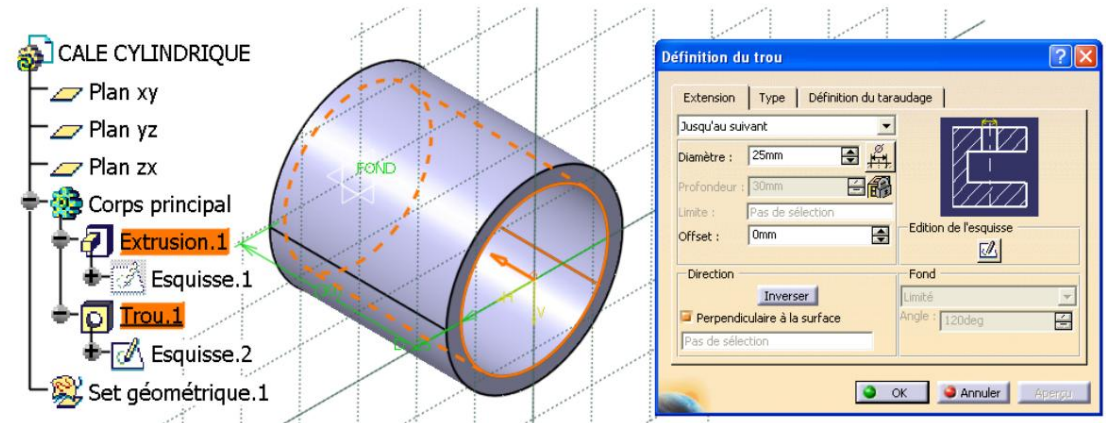 CALE CYLINDRIQUE
Plan xy
Plan yz
Plan zx
Corps principal
Extrusion.1
Esquisse.1
Trou.1
Esquisse.2
Set géométrique.1
FOND
H
V
Définition du trou
Extension
Type
Définition du taraudage
Jusqu'au suivant
Diamètre : 25mm
Profondeur : 30mm
Limite : Pas de sélection
Offset : 0mm
Edition de l'esquisse
Direction
Inverser
Perpendiculaire à la surface
Pas de sélection
Fond
Limité
Angle : 120deg
OK
Annuler
Aperçu